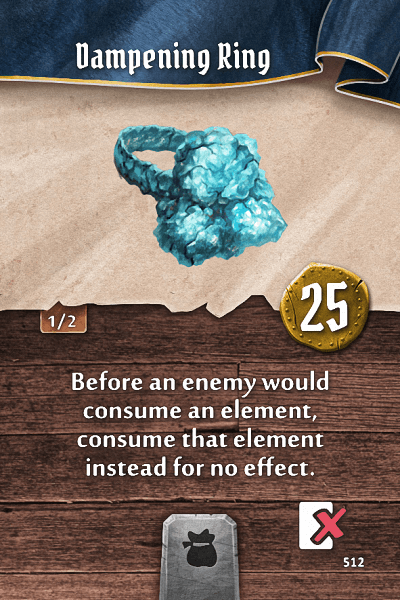 Dampening Ring
1/2
25
Before an enemy would
consume an element,
consume that element
instead for no effect.
512